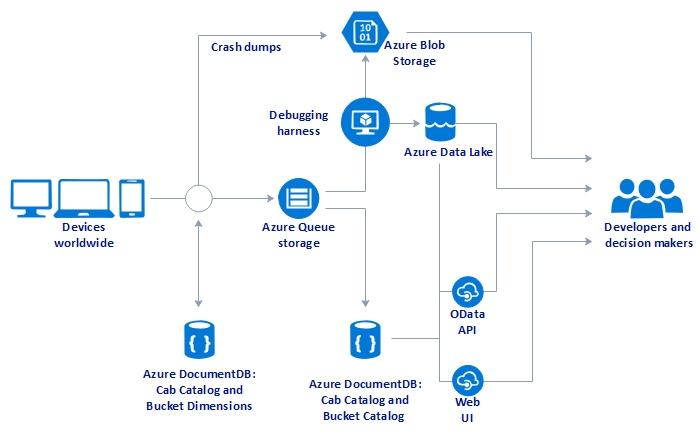 Crash dumps
10
01
Azure Blob
Storage
Debugging
harness
Azure Data Lake
Devices
worldwide
Azure Queue
storage
Developers and
decision makers
OData
API
Azure DocumentDB:
Cab Catalog and
Bucket Dimensions
{ }
Azure DocumentDB:
Cab Catalog and
Bucket Catalog
{ }
Web
UI